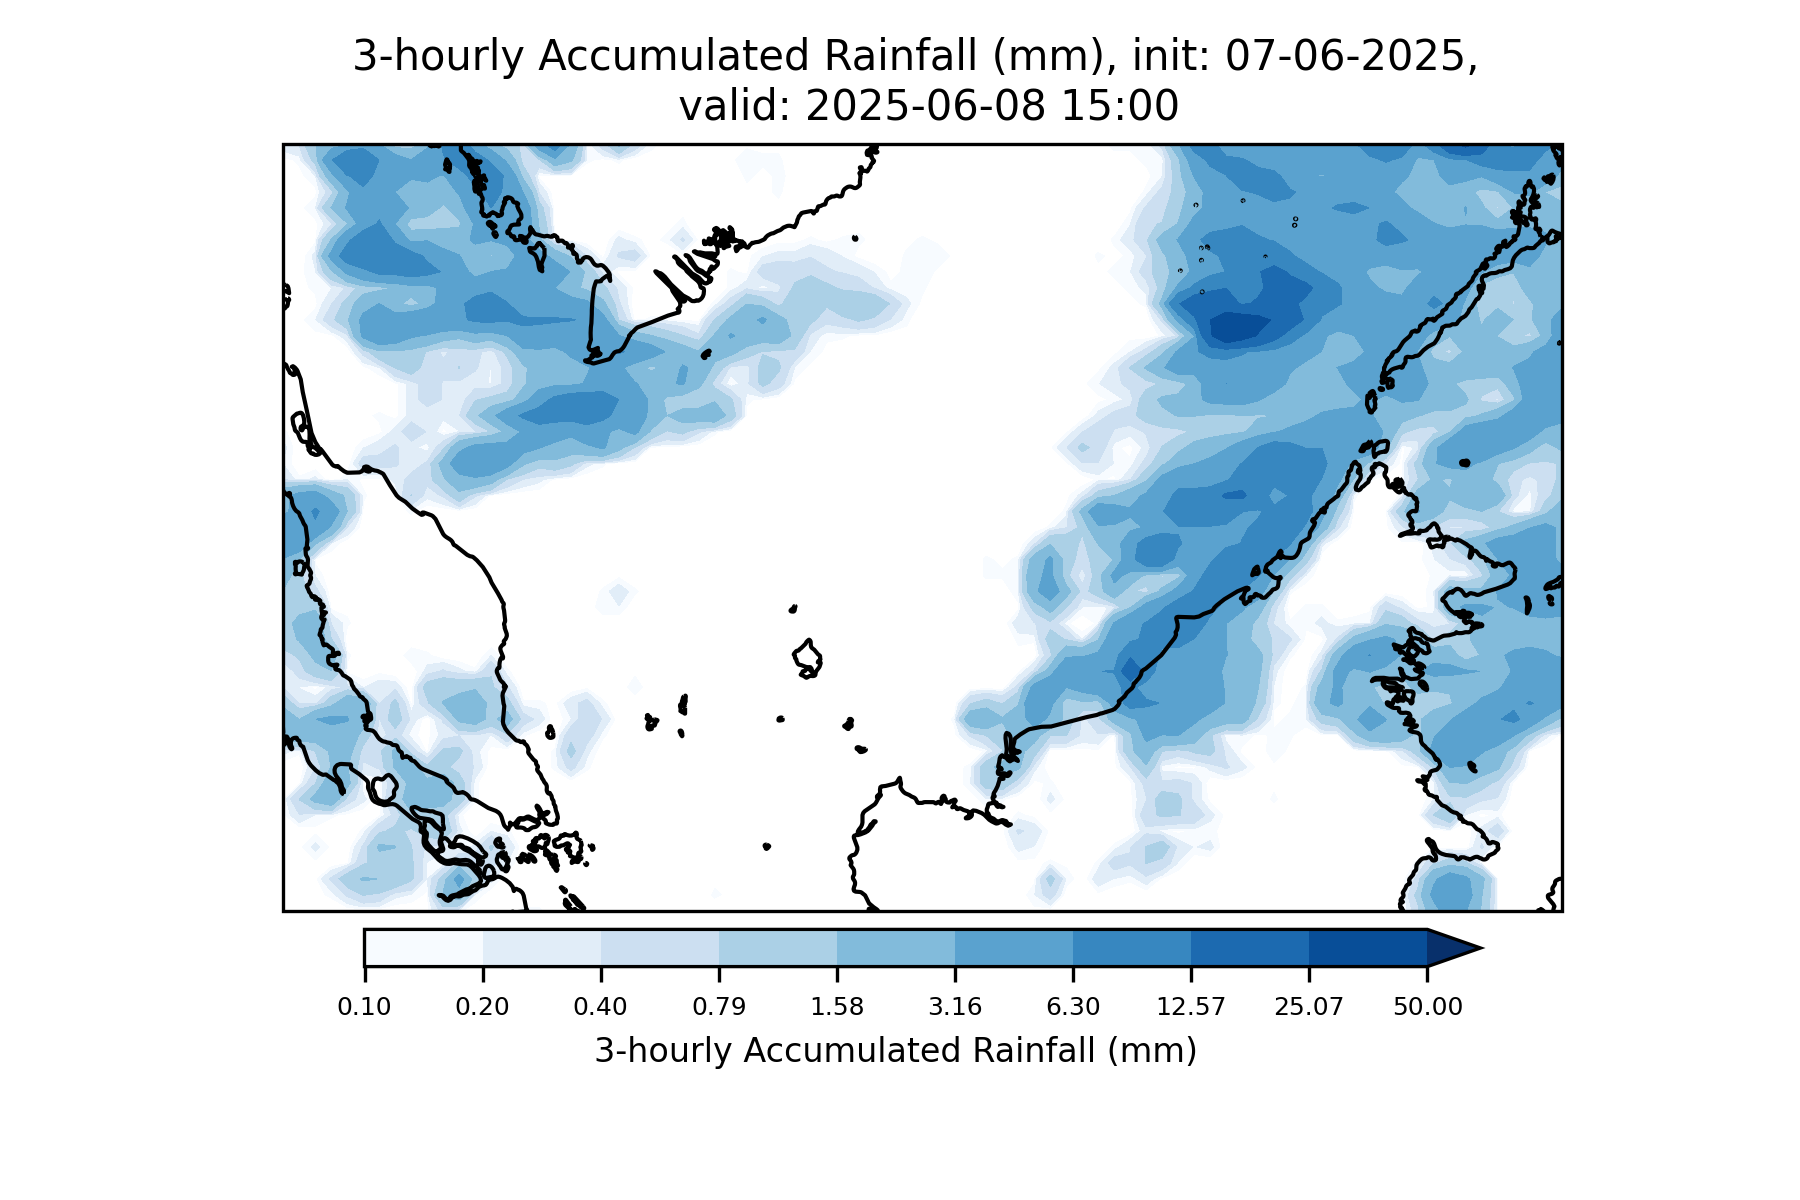 3-hourly Accumulated Rainfall (mm), init: 07-06-2025,
valid: 2025-06-08 15:00
0.10 0.20 0.40 0.79 1.58 3.16 6.30 12.57 25.07 50.00
3-hourly Accumulated Rainfall (mm)